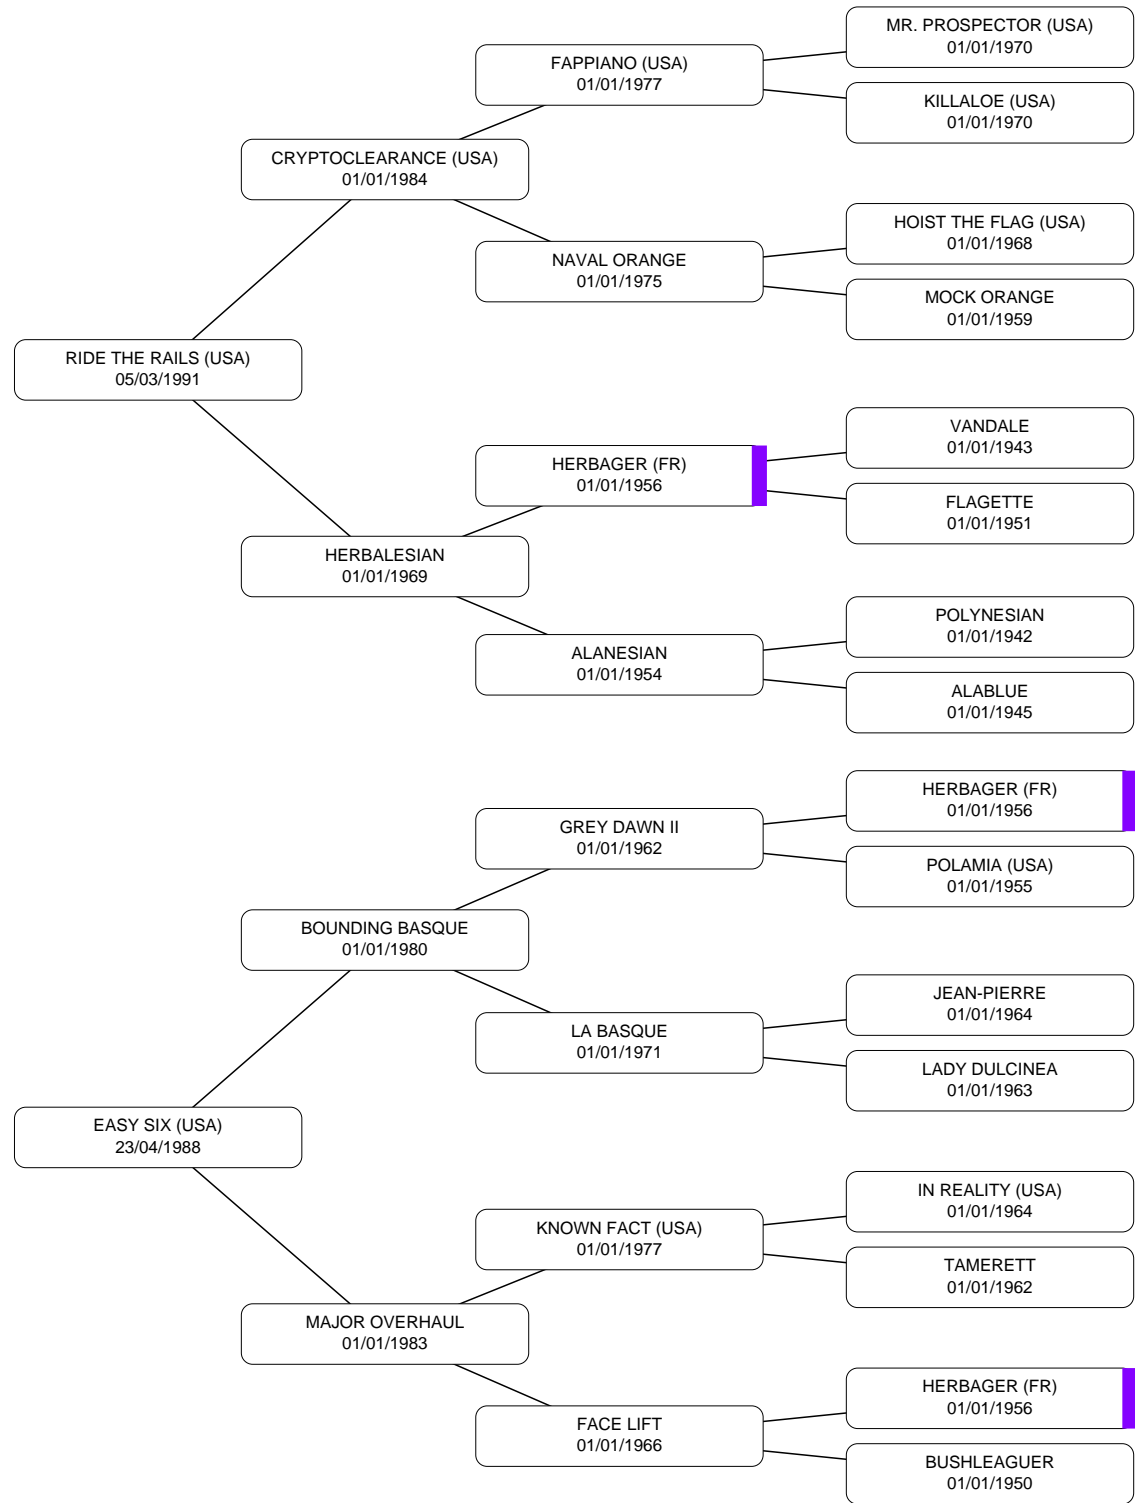 MR. PROSPECTOR (USA)
01/01/1970
FAPPIANO (USA)
01/01/1977
KILLALOE (USA)
01/01/1970
CRYPTOCLEARANCE (USA)
01/01/1984
HOIST THE FLAG (USA)
01/01/1968
NAVAL ORANGE
01/01/1975
MOCK ORANGE
01/01/1959
RIDE THE RAILS (USA)
05/03/1991
VANDALE
01/01/1943
HERBAGER (FR)
01/01/1956
FLAGETTE
01/01/1951
HERBALESIAN
01/01/1969
POLYNESIAN
01/01/1942
ALANESIAN
01/01/1954
ALABLUE
01/01/1945
HERBAGER (FR)
01/01/1956
GREY DAWN II
01/01/1962
POLAMIA (USA)
01/01/1955
BOUNDING BASQUE
01/01/1980
JEAN-PIERRE
01/01/1964
LA BASQUE
01/01/1971
LADY DULCINEA
01/01/1963
EASY SIX (USA)
23/04/1988
IN REALITY (USA)
01/01/1964
KNOWN FACT (USA)
01/01/1977
TAMERETT
01/01/1962
MAJOR OVERHAUL
01/01/1983
HERBAGER (FR)
01/01/1956
FACE LIFT
01/01/1966
BUSHLEAGUER
01/01/1950